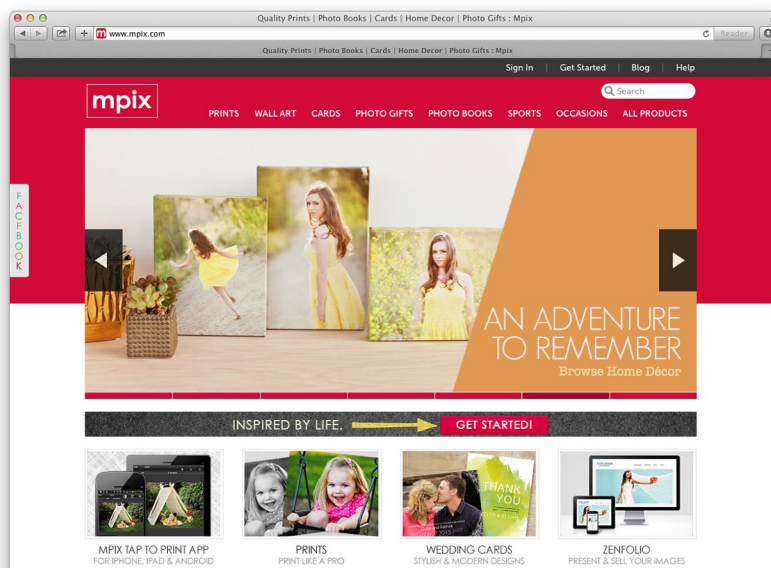 Quality Prints | Photo Books | Cards | Home Decor | Photo Gifts : Mpix
www.mpix.com
Reader
Quality Prints | Photo Books | Cards | Home Decor | Photo Gifts : Mpix
Sign In | Get Started | Blog | Help
mpix
Search
PRINTS WALL ART CARDS PHOTO GIFTS PHOTO BOOKS SPORTS OCCASIONS ALL PRODUCTS
FACEBOOK
AN ADVENTURE
TO REMEMBER
Browse Home Décor
INSPIRED BY LIFE. GET STARTED!
THANK
YOU
MPIX TAP TO PRINT APP
FOR IPHONE, IPAD & ANDROID
PRINTS
PRINT LIKE A PRO
WEDDING CARDS
STYLISH & MODERN DESIGNS
ZENFOLIO
PRESENT & SELL YOUR IMAGES